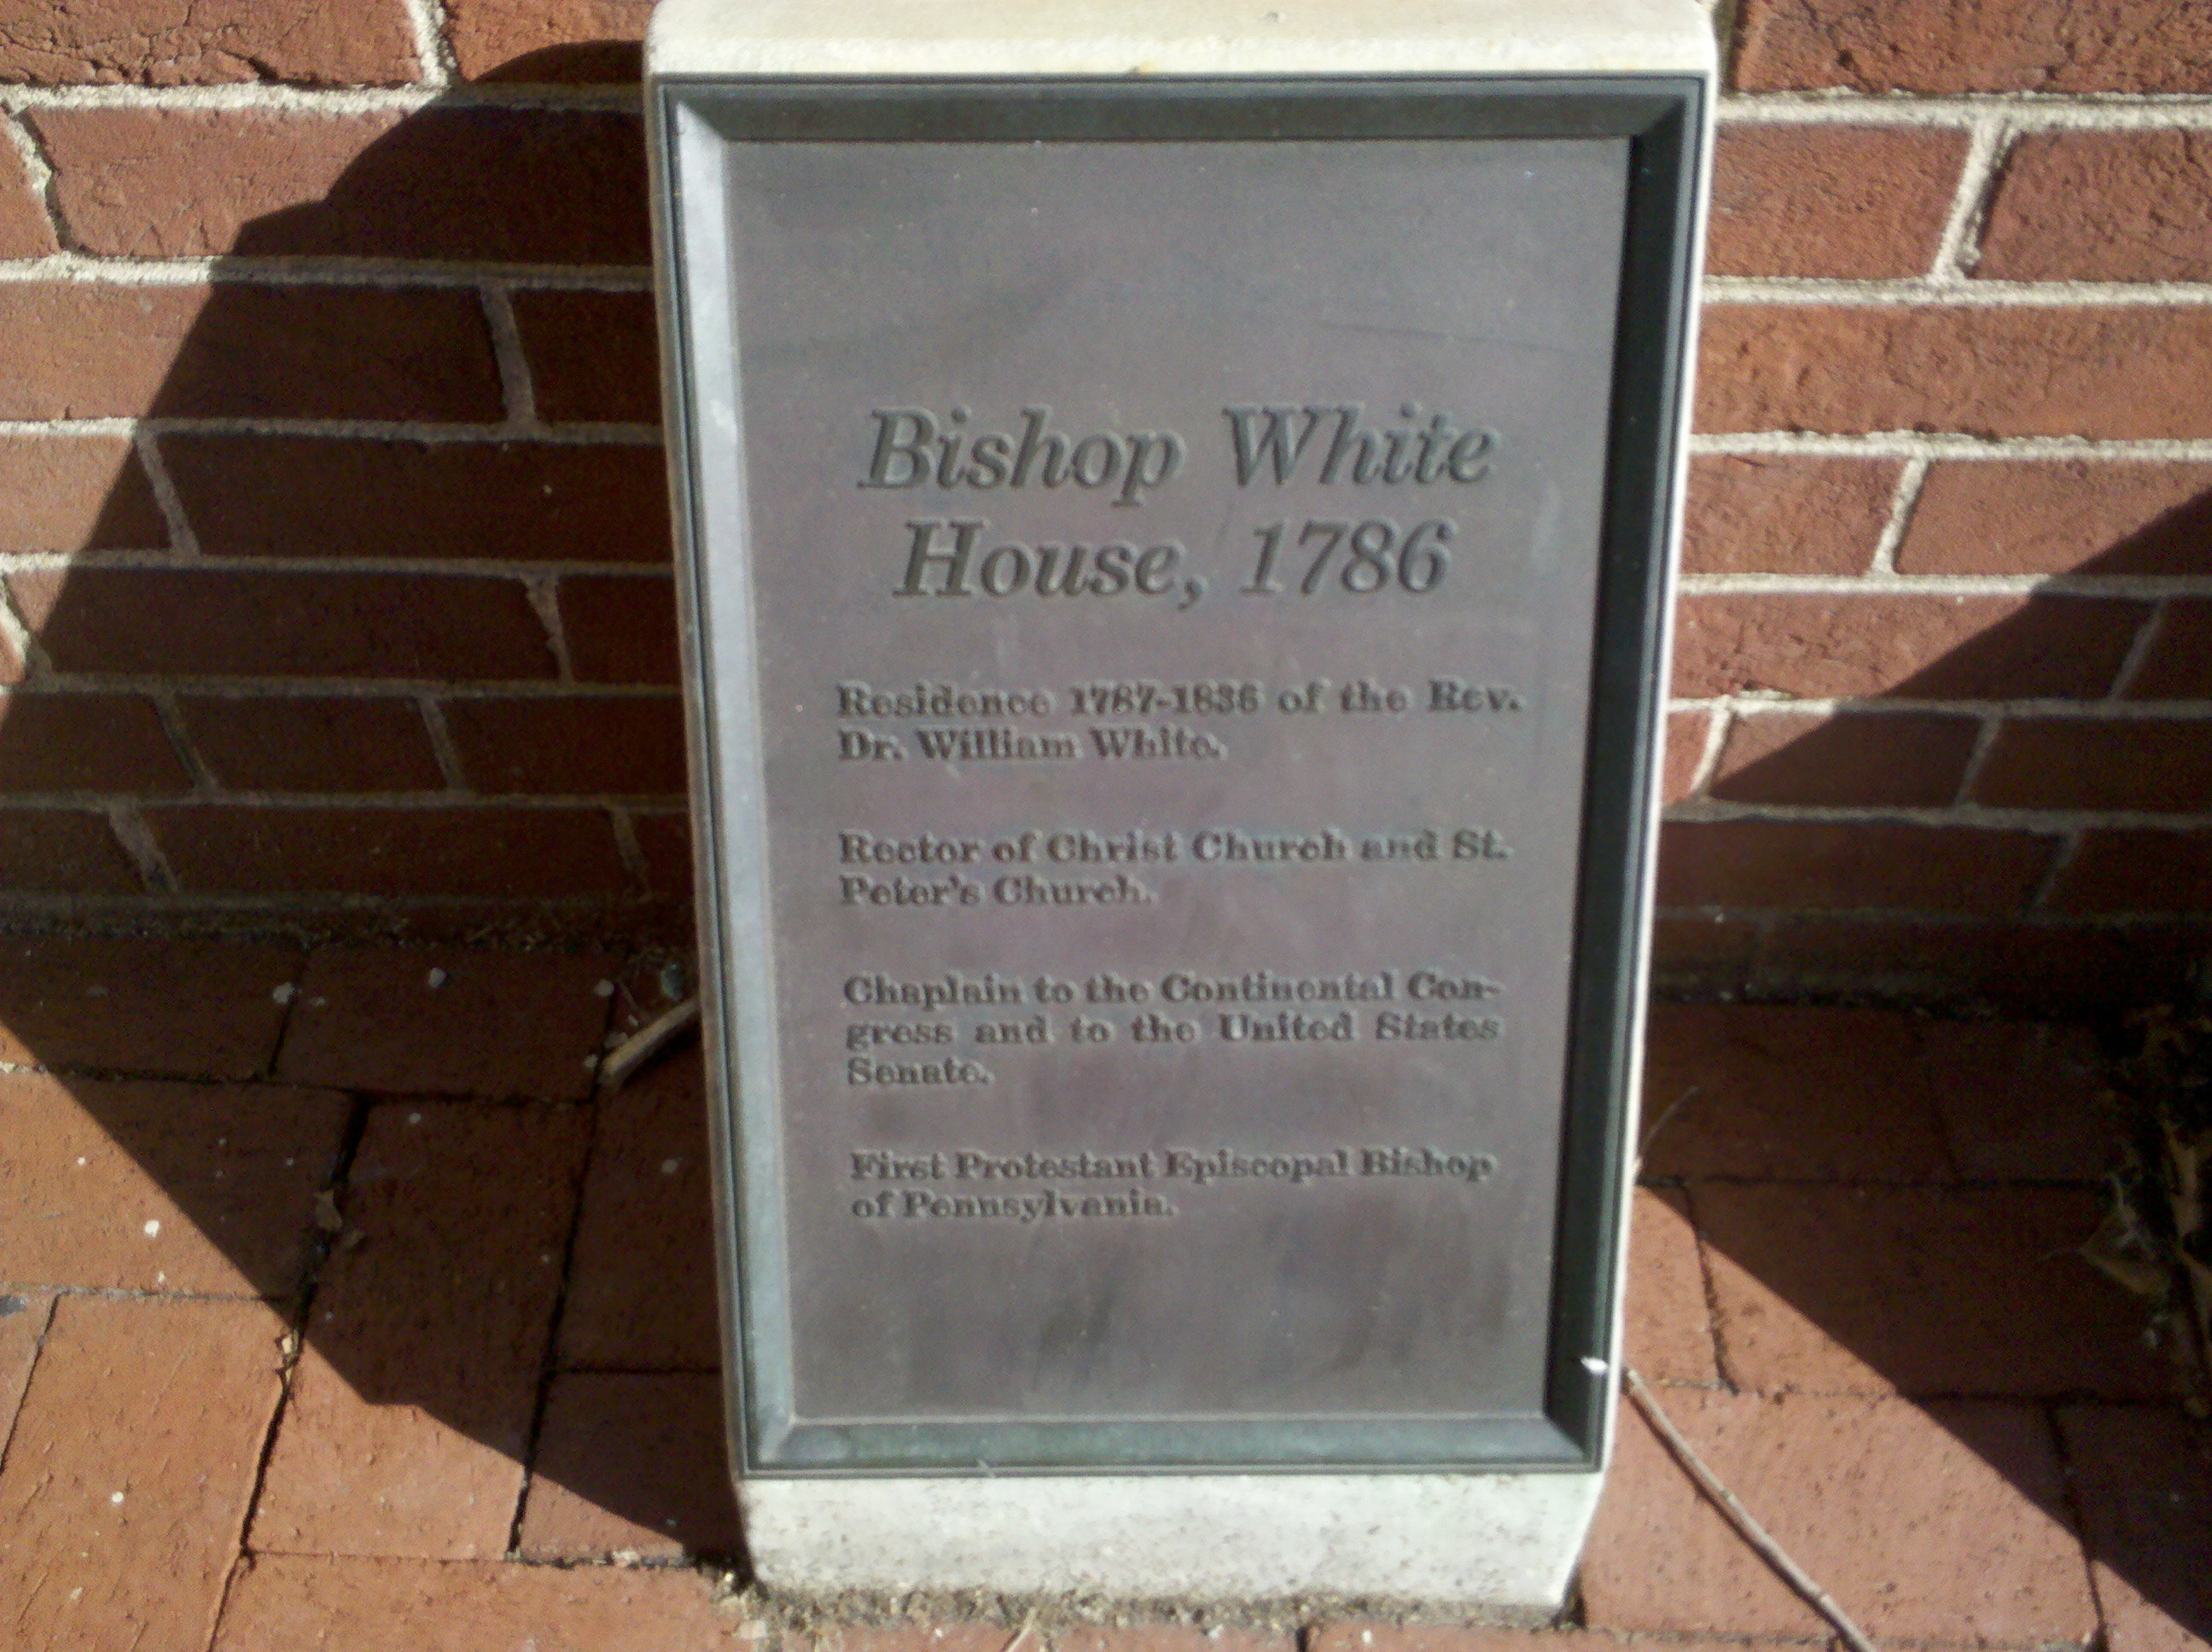 Bishop White
House, 1786
Residence 1787-1836 of the Rev.
Dr. William White.
Rector of Christ Church and St.
Peter's Church.
Chaplain to the Continental Con-
gress and to the United States
Senate.
First Protestant Episcopal Bishop
of Pennsylvania.